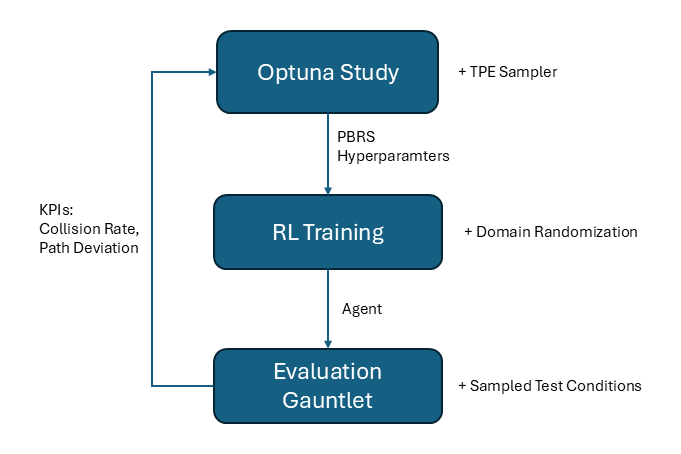 Optuna Study
+ TPE Sampler
PBRS
Hyperparamters
KPIs:
Collision Rate,
Path Deviation
RL Training
+ Domain Randomization
Agent
Evaluation
Gauntlet
+ Sampled Test Conditions